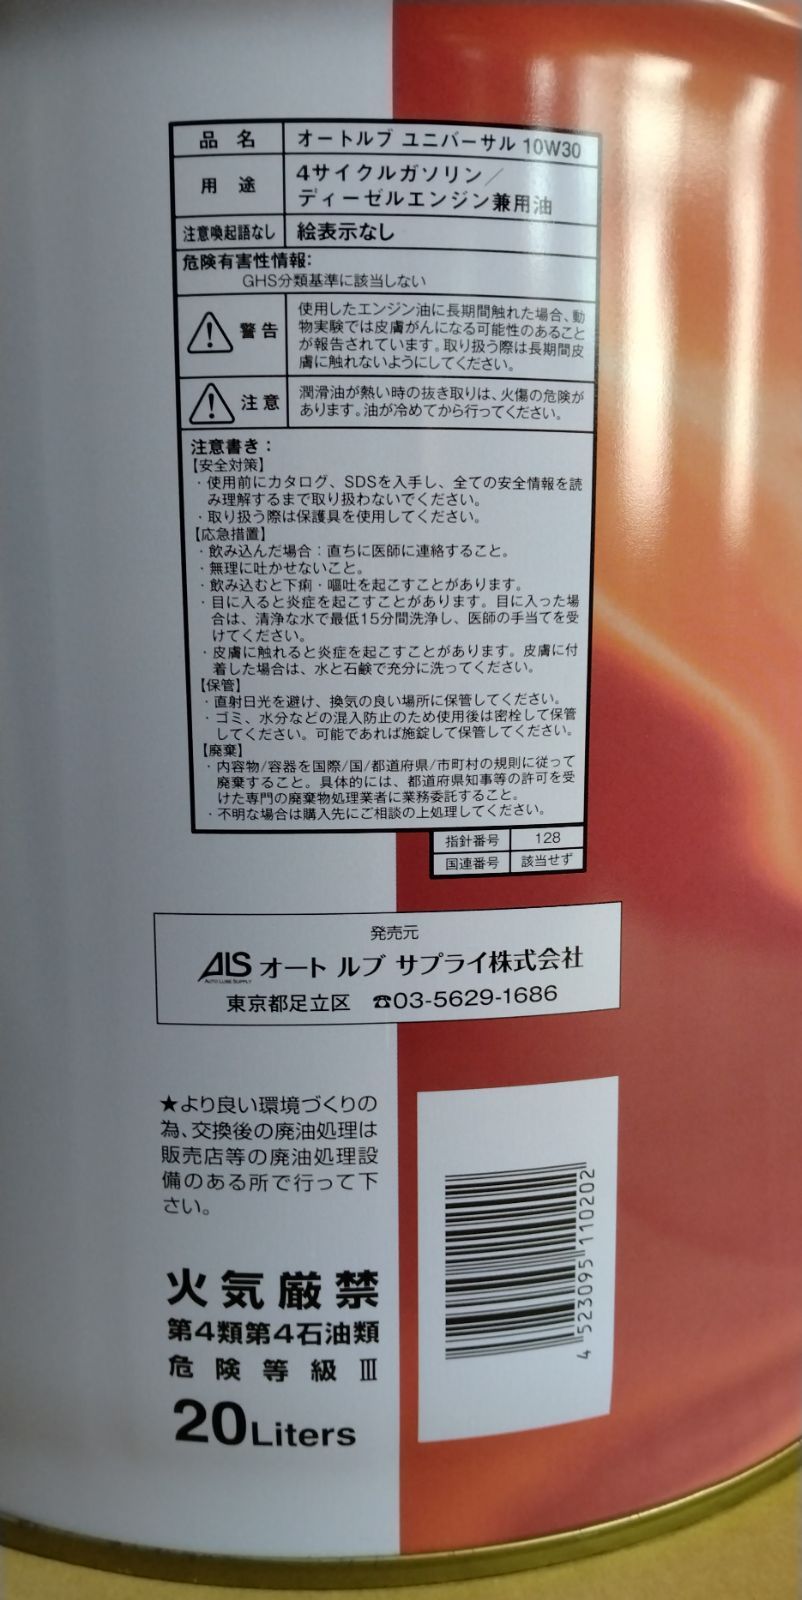 品 名 オートルブ ユニバーサル 10W30
用 途 4サイクルガソリン/
ディーゼルエンジン兼用油
注意喚起語なし 絵表示なし
危険有害性情報:
GHS分類基準に該当しない
警告 使用したエンジン油に長期間触れた場合、動
物実験では皮膚がんになる可能性のあること
が報告されています。取り扱う際は長期間皮
膚に触れないようにしてください。
注意 潤滑油が熱い時の抜き取りは、火傷の危険が
あります。油が冷めてから行ってください。
注意書き:
【安全対策】
・使用前にカタログ、SDSを入手し、全ての安全情報を読
み理解するまで取り扱わないでください。
・取り扱う際は保護具を使用してください。
【応急措置】
・飲み込んだ場合:直ちに医師に連絡すること。
・無理に吐かせないこと。
・飲み込むと下痢・嘔吐を起こすことがあります。
・目に入ると炎症を起こすことがあります。目に入った場
合は、清浄な水で最低15分間洗浄し、医師の手当てを受
けてください。
・皮膚に触れると炎症を起こすことがあります。皮膚に付
着した場合は、水と石鹸で充分に洗ってください。
【保管】
・直射日光を避け、換気の良い場所に保管してください。
・ゴミ、水分などの混入防止のため使用後は密栓して保管
してください。可能であれば施錠して保管してください。
【廃棄】
・内容物/容器を国際/国/都道府県/市町村の規則に従って
廃棄すること。具体的には、都道府県知事等の許可を受
けた専門の廃棄物処理業者に業務委託すること。
・不明な場合は購入先にご相談の上処理してください。
指針番号 128
国連番号 該当せず
発売元
ALS オート ルブ サプライ株式会社
AUTO LUBE SUPPLY
東京都足立区 ☎03-5629-1686
★より良い環境づくりの
為、交換後の廃油処理は
販売店等の廃油処理設
備のある所で行って下
さい。
火気厳禁
第4類第4石油類
危険等級 Ⅲ
20Liters
4 523095 110202